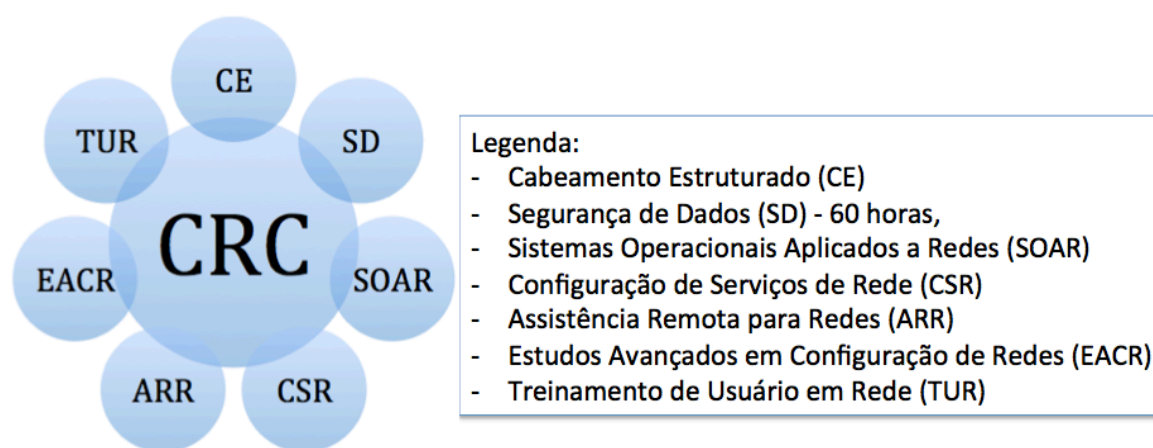 CE
TUR
SD
CRC
EACR
SOAR
ARR
CSR
Legenda:
- Cabeamento Estruturado (CE)
- Segurança de Dados (SD) - 60 horas,
- Sistemas Operacionais Aplicados a Redes (SOAR)
- Configuração de Serviços de Rede (CSR)
- Assistência Remota para Redes (ARR)
- Estudos Avançados em Configuração de Redes (EACR)
- Treinamento de Usuário em Rede (TUR)